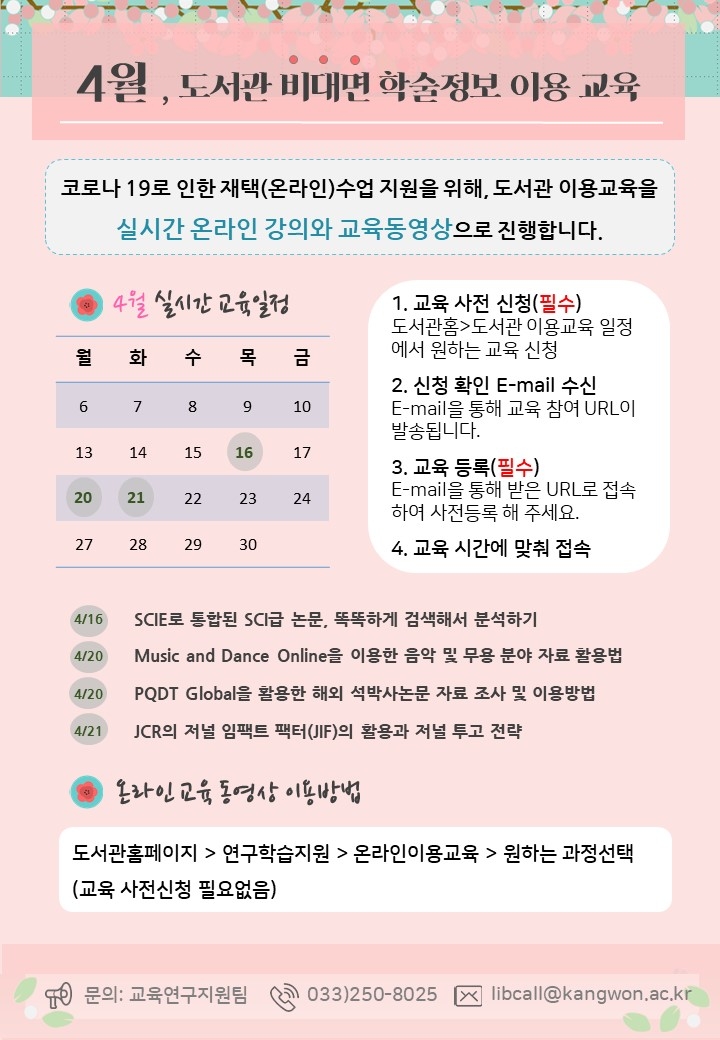 4월 , 도서관 비대면 학술정보 이용 교육
코로나 19로 인한 재택(온라인)수업 지원을 위해, 도서관 이용교육을
실시간 온라인 강의와 교육동영상으로 진행합니다.
4월 실시간 교육일정
월 화 수 목 금
6 7 8 9 10
13 14 15 16 17
20 21 22 23 24
27 28 29 30
1. 교육 사전 신청(필수)
도서관홈>도서관 이용교육 일정
에서 원하는 교육 신청
2. 신청 확인 E-mail 수신
E-mail을 통해 교육 참여 URL이
발송됩니다.
3. 교육 등록(필수)
E-mail을 통해 받은 URL로 접속
하여 사전등록 해 주세요.
4. 교육 시간에 맞춰 접속
4/16 SCIE로 통합된 SCI급 논문, 똑똑하게 검색해서 분석하기
4/20 Music and Dance Online을 이용한 음악 및 무용 분야 자료 활용법
4/20 PQDT Global을 활용한 해외 석박사논문 자료 조사 및 이용방법
4/21 JCR의 저널 임팩트 팩터(JIF)의 활용과 저널 투고 전략
온라인 교육 동영상 이용방법
도서관홈페이지 > 연구학습지원 > 온라인이용교육 > 원하는 과정선택
(교육 사전신청 필요없음)
문의: 교육연구지원팀 033)250-8025 libcall@kangwon.ac.kr